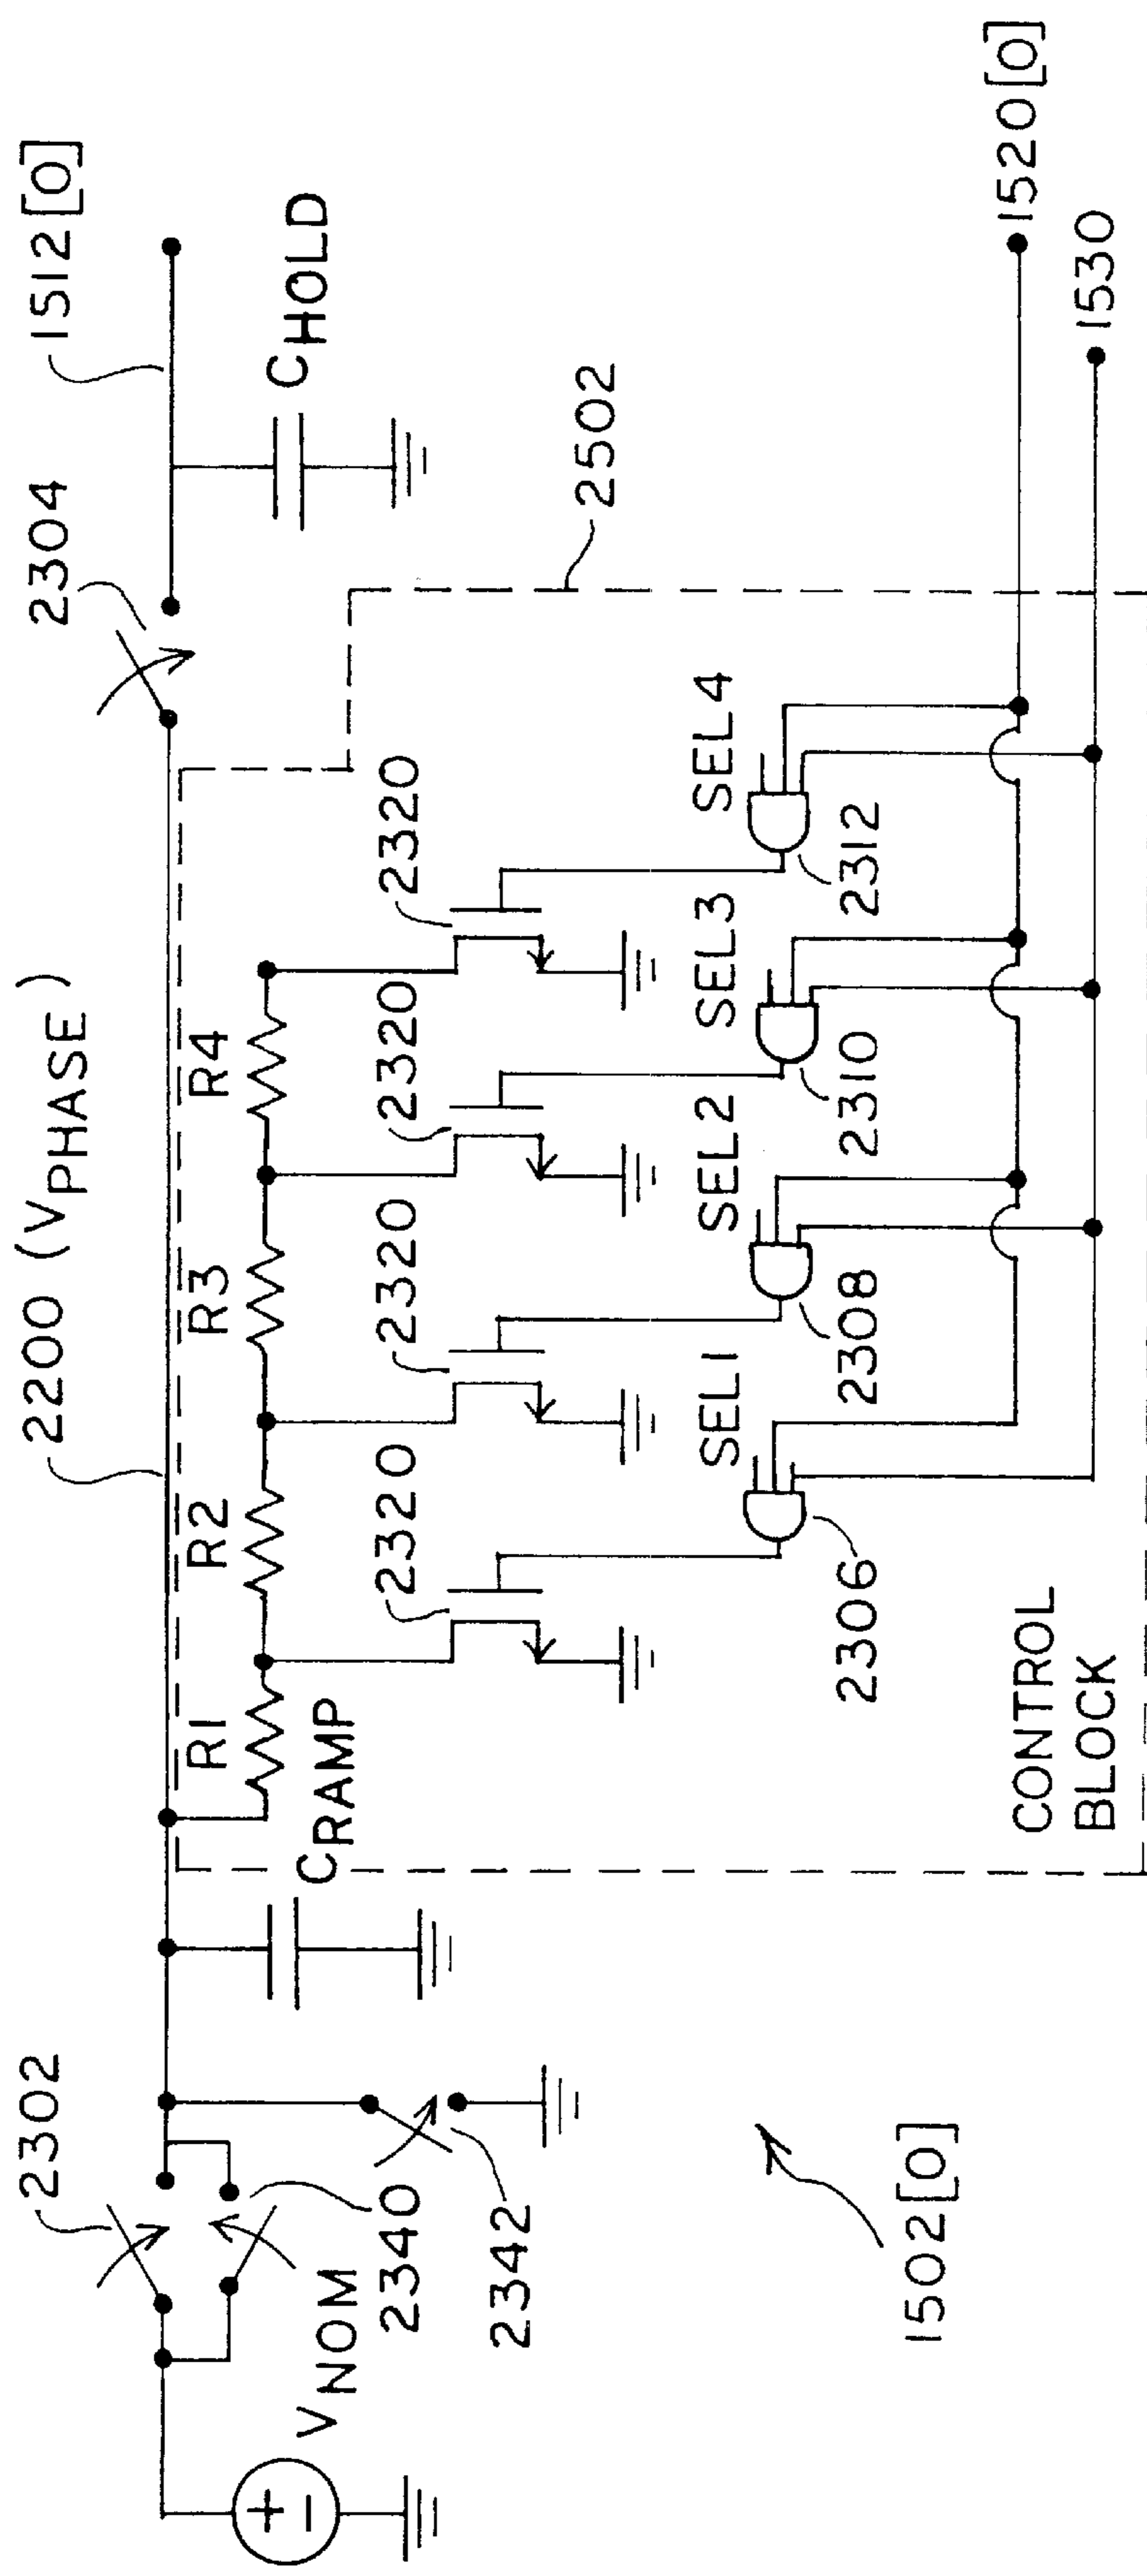 2200 (VPHASE)
1512[0]
2304
2302
R1
R2
R3
R4
CHOLD
CRAMP
VNOM
2340
2342
2320
2320
2320
2320
2502
SEL1
SEL2
SEL3
SEL4
2306
2308
2310
2312
1502[0]
CONTROL
BLOCK
1520[0]
1530